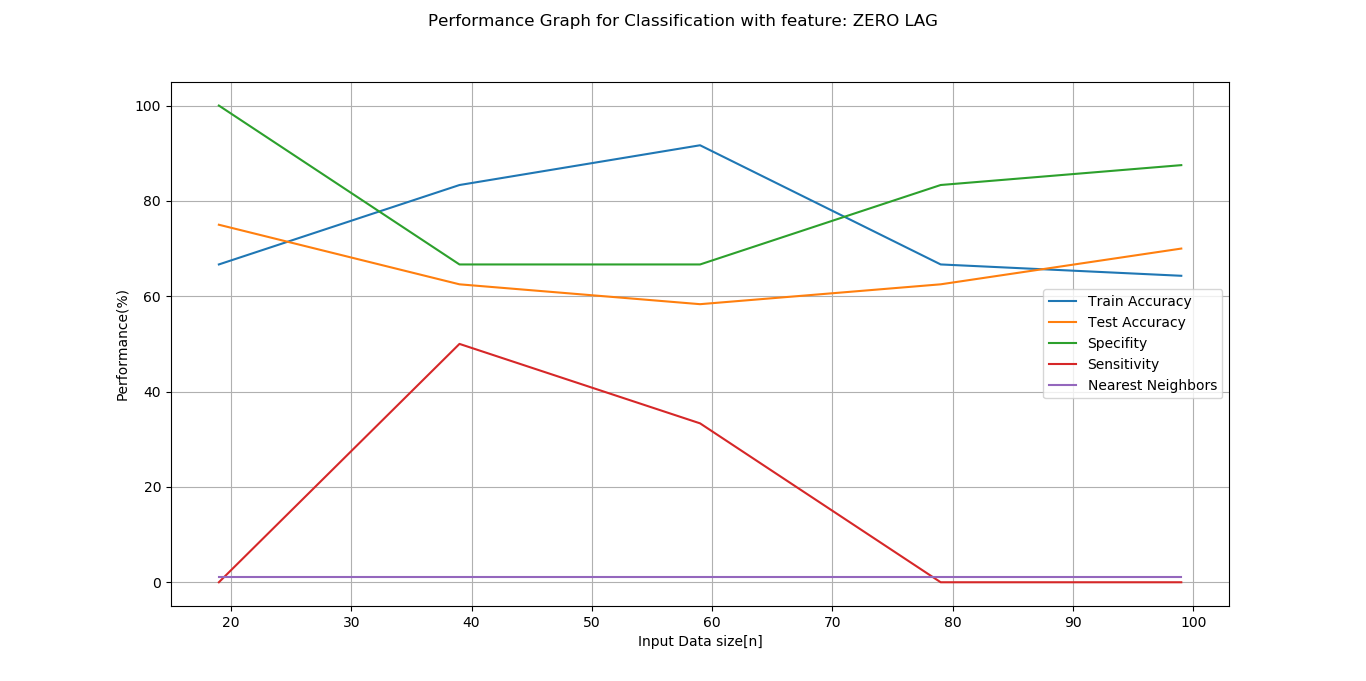 Performance Graph for Classification with feature: ZERO LAG
100
80
60
40
20
0
Performance(%)
Train Accuracy
Test Accuracy
Specifity
Sensitivity
Nearest Neighbors
20 30 40 50 60 70 80 90 100
Input Data size[n]